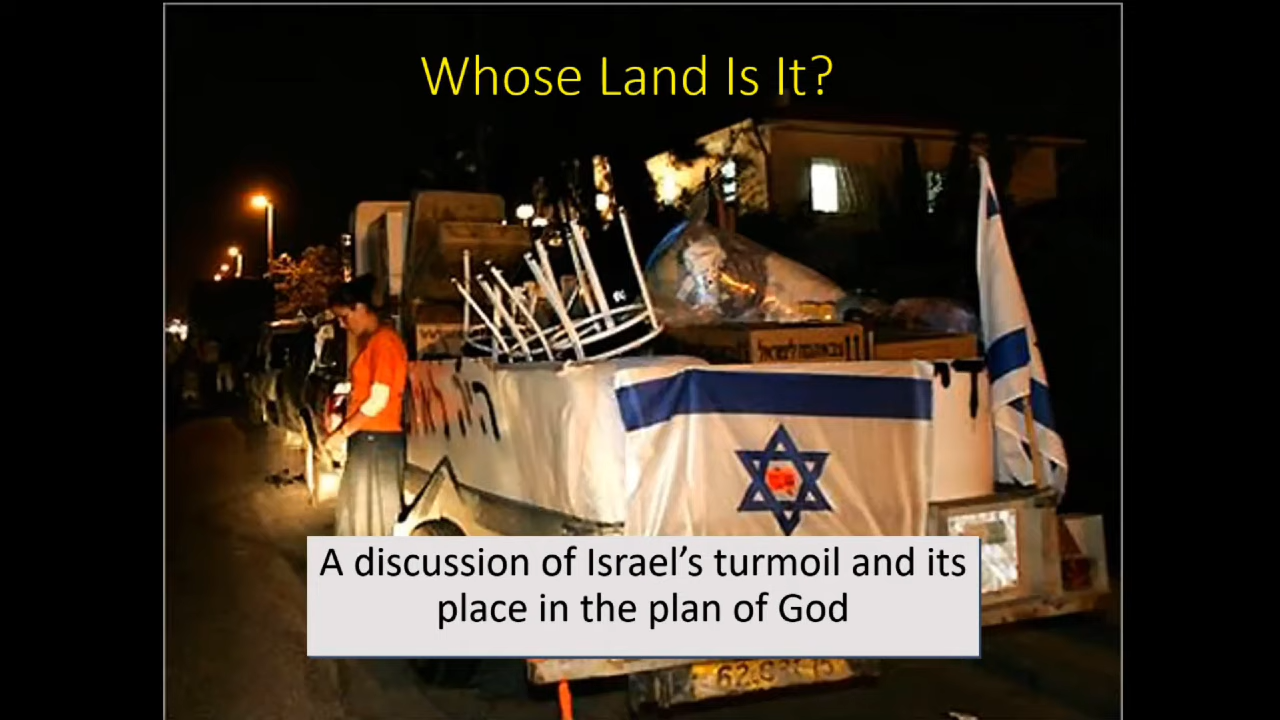 Whose Land Is It?
A discussion of Israel's turmoil and its
place in the plan of God